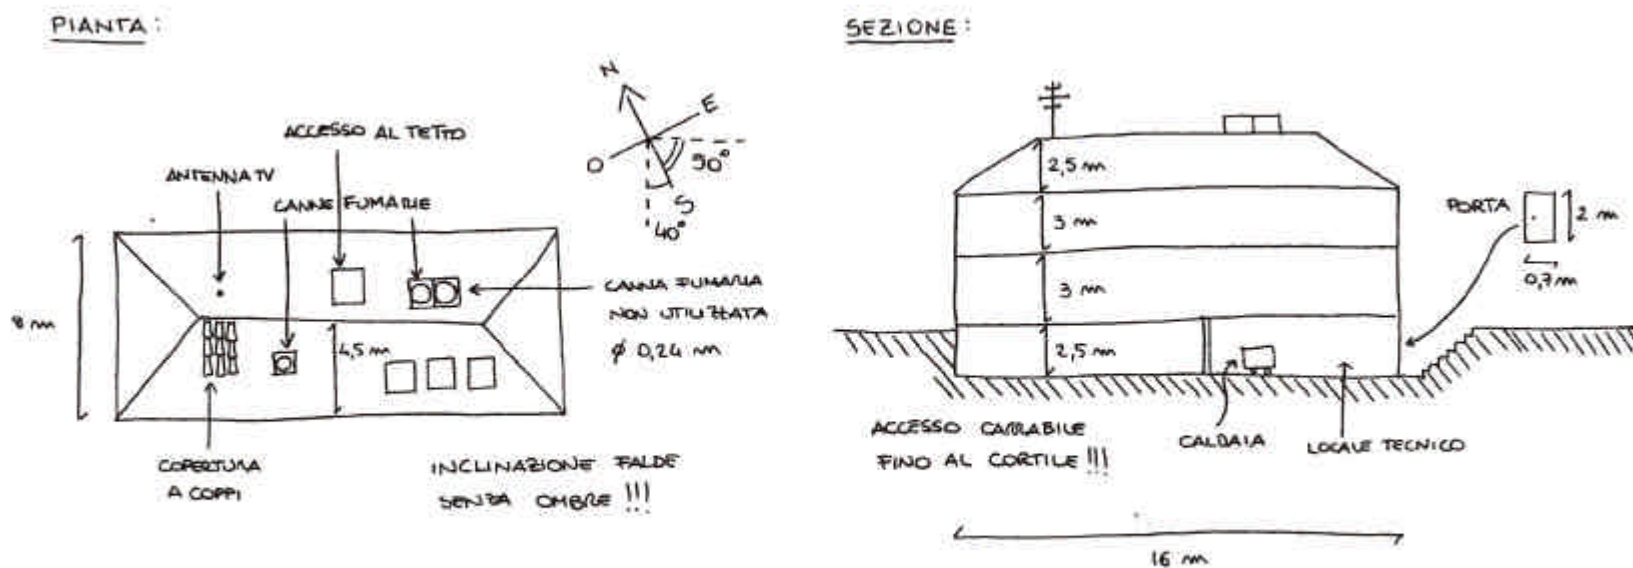 PIANTA:
SEZIONE:
N
E
O
S
90°
40°
ACCESSO AL TETTO
ANTENNA TV
CANNE FUMARIE
8 m
4,5 m
CANNA FUMARIA
NON UTILIZZATA
ϕ 0,24 m
COPERTURA
A COPPI
INCLINAZIONE FALDE
SENZA OMBRE !!!
2,5 m
3 m
3 m
2,5 m
PORTA
2 m
0,7 m
ACCESSO CARRABILE
FINO AL CORTILE !!!
CALDAIA
LOCALE TECNICO
16 m